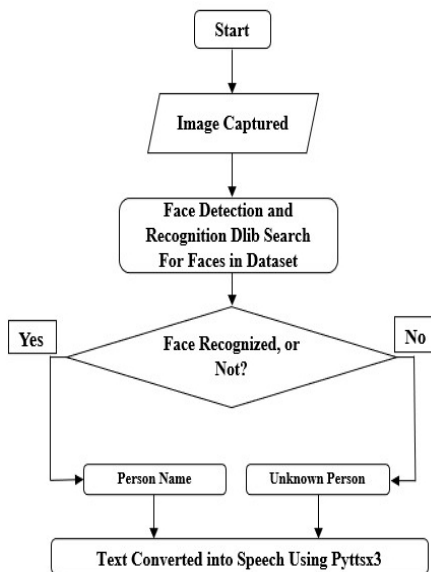 Start
Image Captured
Face Detection and
Recognition Dlib Search
For Faces in Dataset
Yes
Face Recognized, or
Not?
No
Person Name
Unknown Person
Text Converted into Speech Using Pyttsx3